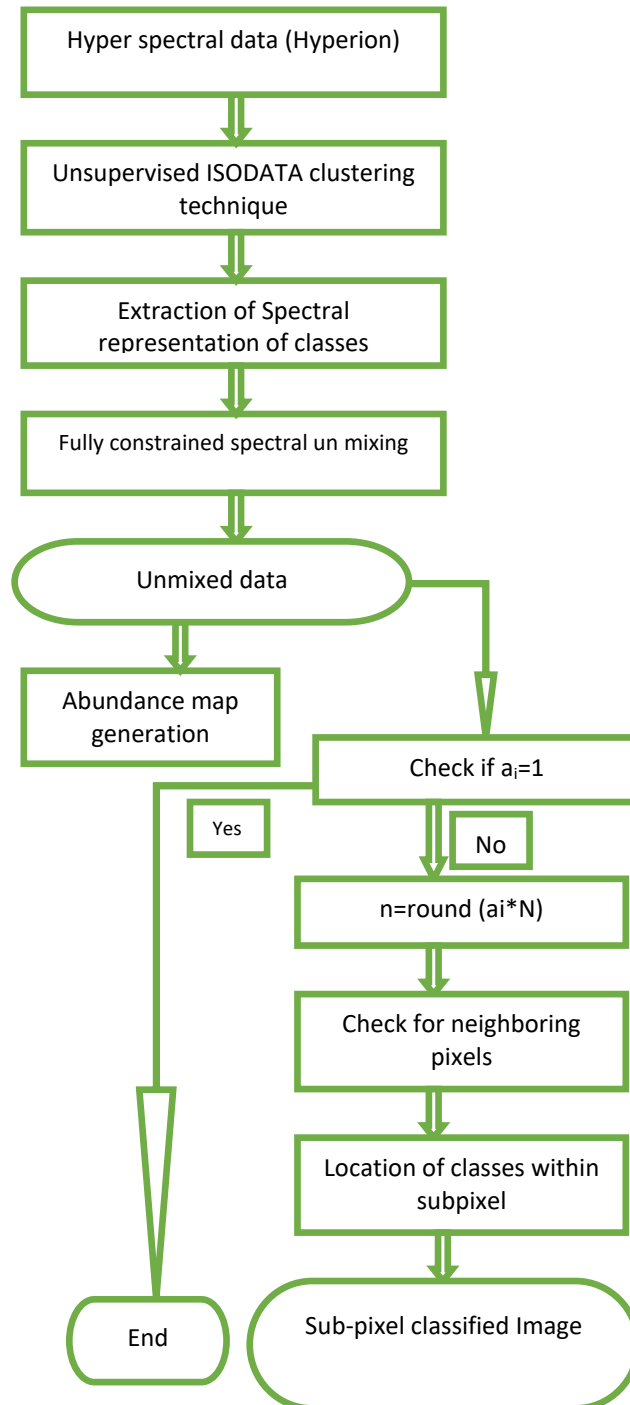 Hyper spectral data (Hyperion)
Unsupervised ISODATA clustering
technique
Extraction of Spectral
representation of classes
Fully constrained spectral un mixing
Unmixed data
Abundance map
generation
Check if aᵢ=1
Yes
No
n=round (ai*N)
Check for neighboring
pixels
Location of classes within
subpixel
End
Sub-pixel classified Image